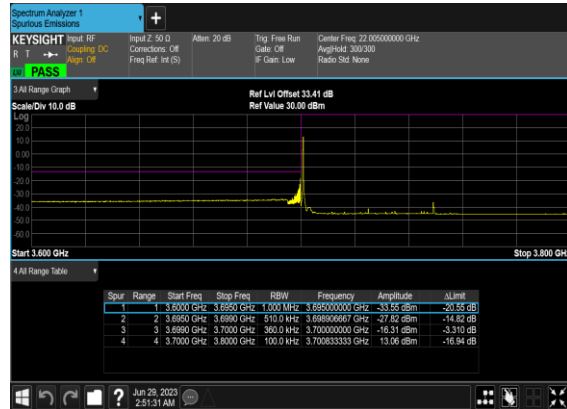 Spectrum Analyzer 1
Spurious Emissions
KEYSIGHT
R T
LW PASS
Input: RF
Coupling: DC
Align: Off
Input Z: 50 Ω
Corrections: Off
Freq Ref: Int (S)
Atten: 20 dB
Trig: Free Run
Gate: Off
IF Gain: Low
Center Freq: 22.005000000 GHz
Avg|Hold: 300/300
Radio Std: None
3 All Range Graph
Scale/Div 10.0 dB
Ref Lvl Offset 33.41 dB
Ref Value 30.00 dBm
Log
20.0
10.0
0.00
-10.0
-20.0
-30.0
-40.0
-50.0
-60.0
Start 3.600 GHz
Stop 3.800 GH
4 All Range Table
Spur Range Start Freq Stop Freq RBW Frequency Amplitude ΔLimit
1 1 3.6000 GHz 3.6950 GHz 1.000 MHz 3.695000000 GHz -33.55 dBm -20.55 dB
2 2 3.6950 GHz 3.6990 GHz 510.0 kHz 3.698906667 GHz -27.82 dBm -14.82 dB
3 3 3.6990 GHz 3.7000 GHz 360.0 kHz 3.700000000 GHz -16.31 dBm -3.310 dB
4 4 3.7000 GHz 3.8000 GHz 100.0 kHz 3.700833333 GHz 13.06 dBm -16.94 dB
?
Jun 29, 2023
2:51:31 AM